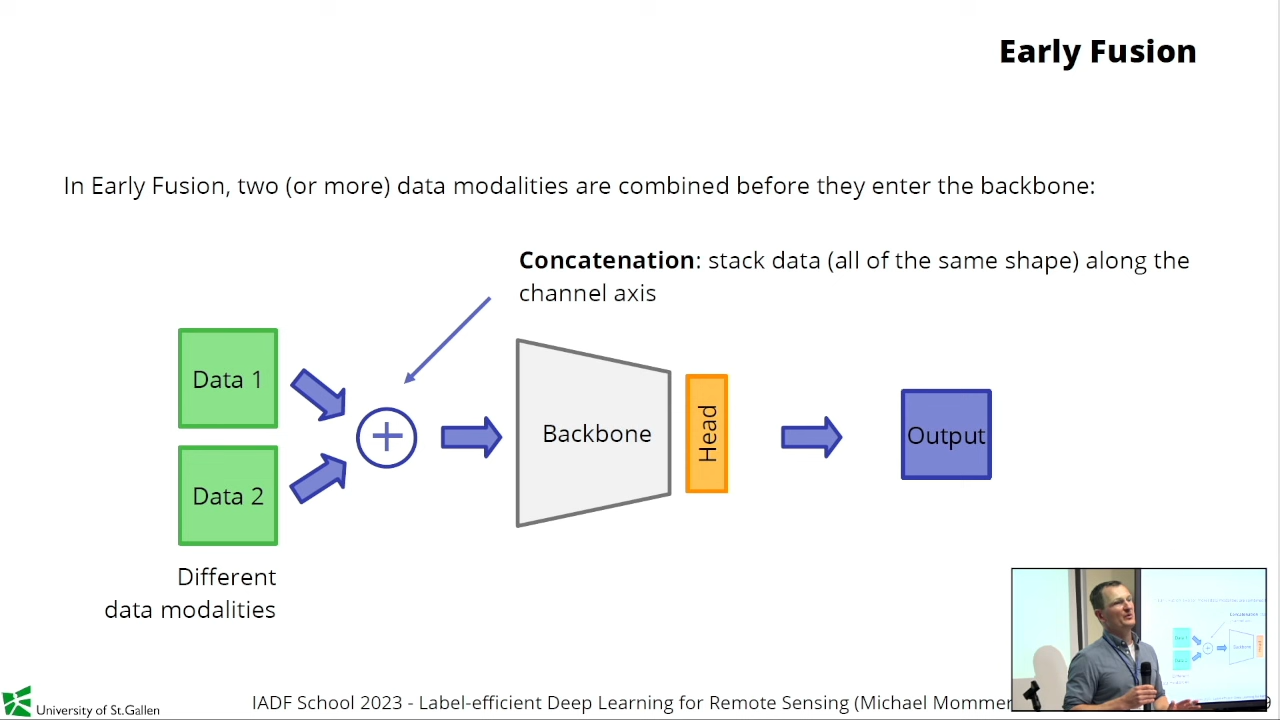 Early Fusion
In Early Fusion, two (or more) data modalities are combined before they enter the backbone:
Concatenation: stack data (all of the same shape) along the
channel axis
Data 1
Data 2
+
Backbone
Head
Output
Different
data modalities
University of St.Gallen
IADF School 2023 - Label-efficient Deep Learning for Remote Sensing (Michael Mommer
9